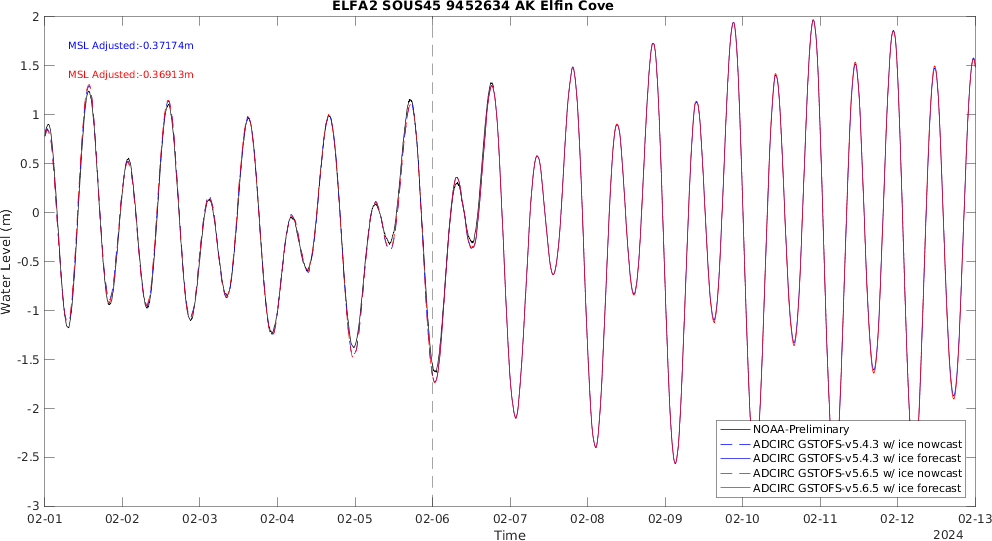 ELFA2 SOUS45 9452634 AK Elfin Cove
MSL Adjusted:-0.37174m
MSL Adjusted:-0.36913m
Water Level (m)
2
1.5
1
0.5
0
-0.5
-1
-1.5
-2
-2.5
-3
NOAA-Preliminary
ADCIRC GSTOFS-v5.4.3 w/ ice nowcast
ADCIRC GSTOFS-v5.4.3 w/ ice forecast
ADCIRC GSTOFS-v5.6.5 w/ ice nowcast
ADCIRC GSTOFS-v5.6.5 w/ ice forecast
02-01 02-02 02-03 02-04 02-05 02-06 02-07 02-08 02-09 02-10 02-11 02-12 02-13
Time
2024